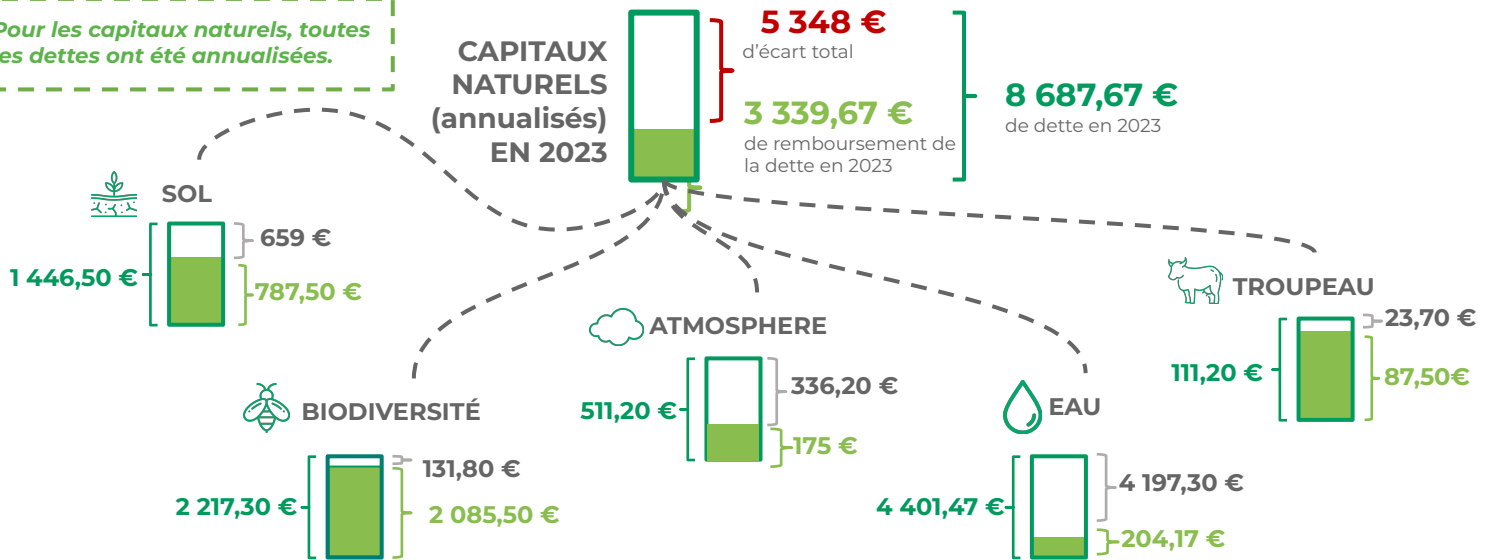 Pour les capitaux naturels, toutes
les dettes ont été annualisées.
CAPITAUX
NATURELS
(annualisés)
EN 2023
5 348 €
d'écart total
3 339,67 €
de remboursement de
la dette en 2023
8 687,67 €
de dette en 2023
SOL
659 €
1 446,50 €
787,50 €
BIODIVERSITÉ
131,80 €
2 217,30 €
2 085,50 €
ATMOSPHERE
336,20 €
511,20 €
175 €
EAU
4 197,30 €
4 401,47 €
204,17 €
TROUPEAU
23,70 €
111,20 €
87,50€